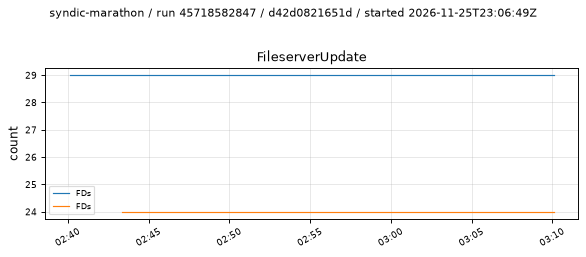 syndic-marathon / run 45718582847 / d42d0821651d / started 2026-11-25T23:06:49Z
FileserverUpdate
count
29
28
27
26
25
24
FDs
FDs
02:40
02:45
02:50
02:55
03:00
03:05
03:10